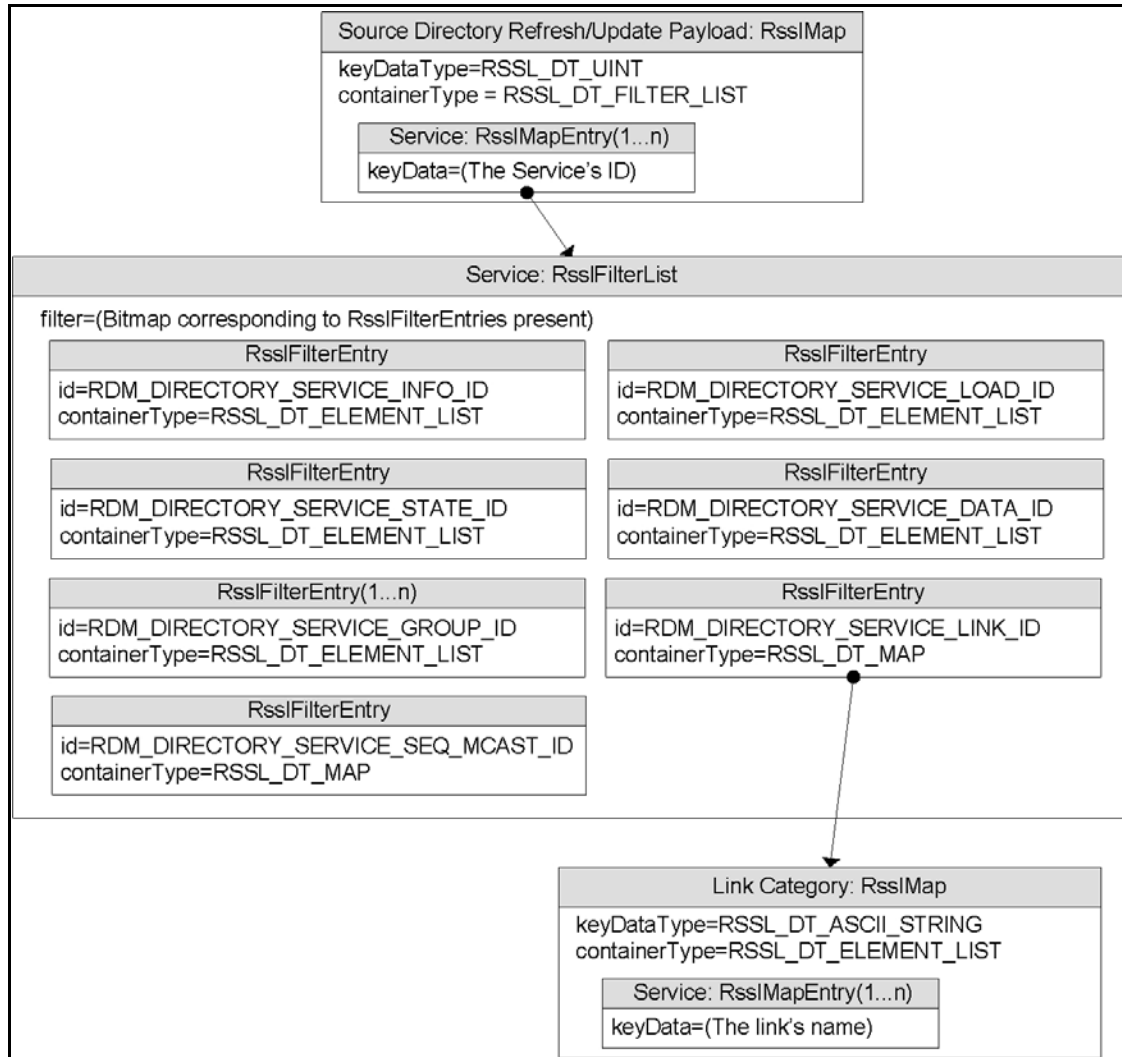 Source Directory Refresh/Update Payload: RsslMap
keyDataType=RSSL_DT_UINT
containerType = RSSL_DT_FILTER_LIST
Service: RsslMapEntry(1...n)
keyData=(The Service's ID)
Service: RsslFilterList
filter=(Bitmap corresponding to RsslFilterEntries present)
RsslFilterEntry
id=RDM_DIRECTORY_SERVICE_INFO_ID
containerType=RSSL_DT_ELEMENT_LIST
RsslFilterEntry
id=RDM_DIRECTORY_SERVICE_LOAD_ID
containerType=RSSL_DT_ELEMENT_LIST
RsslFilterEntry
id=RDM_DIRECTORY_SERVICE_STATE_ID
containerType=RSSL_DT_ELEMENT_LIST
RsslFilterEntry
id=RDM_DIRECTORY_SERVICE_DATA_ID
containerType=RSSL_DT_ELEMENT_LIST
RsslFilterEntry(1...n)
id=RDM_DIRECTORY_SERVICE_GROUP_ID
containerType=RSSL_DT_ELEMENT_LIST
RsslFilterEntry
id=RDM_DIRECTORY_SERVICE_LINK_ID
containerType=RSSL_DT_MAP
RsslFilterEntry
id=RDM_DIRECTORY_SERVICE_SEQ_MCAST_ID
containerType=RSSL_DT_MAP
Link Category: RsslMap
keyDataType=RSSL_DT_ASCII_STRING
containerType=RSSL_DT_ELEMENT_LIST
Service: RsslMapEntry(1...n)
keyData=(The link's name)